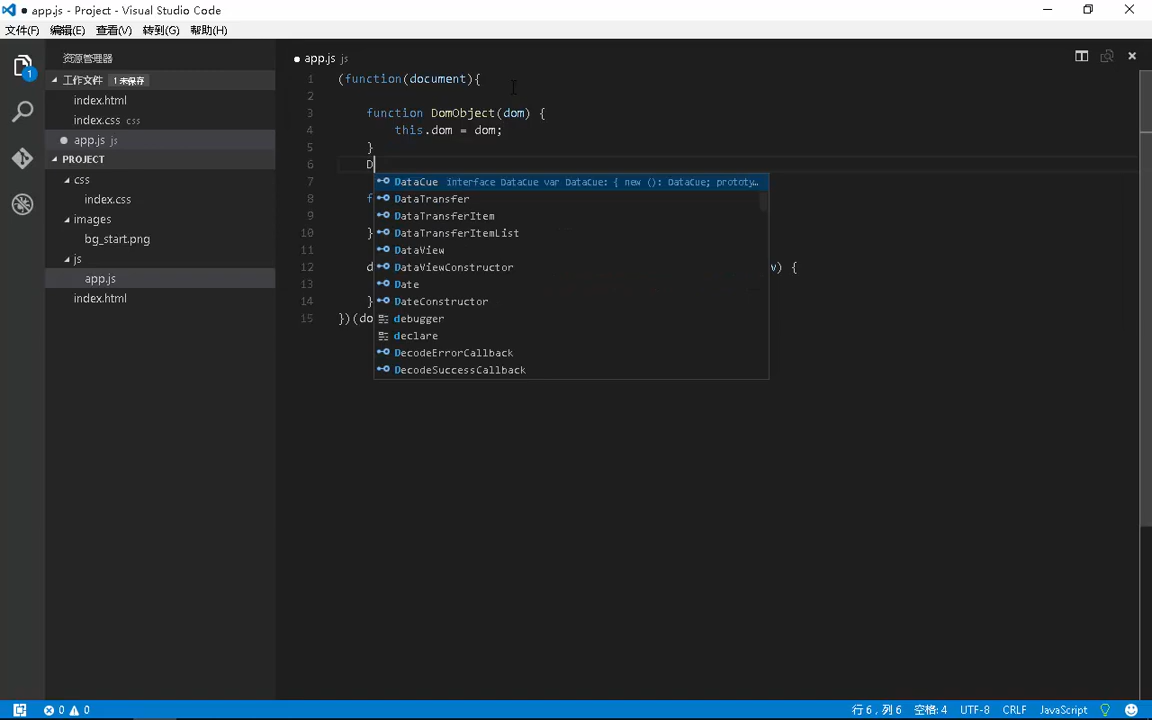 ● app.js - Project - Visual Studio Code
文件(F) 编辑(E) 查看(V) 转到(G) 帮助(H)
1
资源管理器
工作文件 1 未保存
index.html
index.css css
● app.js js
PROJECT
css
index.css
images
bg_start.png
js
app.js
index.html
● app.js js
1 (function(document){
2
3 function DomObject(dom) {
4 this.dom = dom;
5 }
6 D
7
8 f
9
10 }
11
12 d v) {
13
14 }
15 })(do
DataCue interface DataCue var DataCue: { new (): DataCue; prototy…
DataTransfer
DataTransferItem
DataTransferItemList
DataView
DataViewConstructor
Date
DateConstructor
debugger
declare
DecodeErrorCallback
DecodeSuccessCallback
0 0 行 6，列 6 空格: 4 UTF-8 CRLF JavaScript